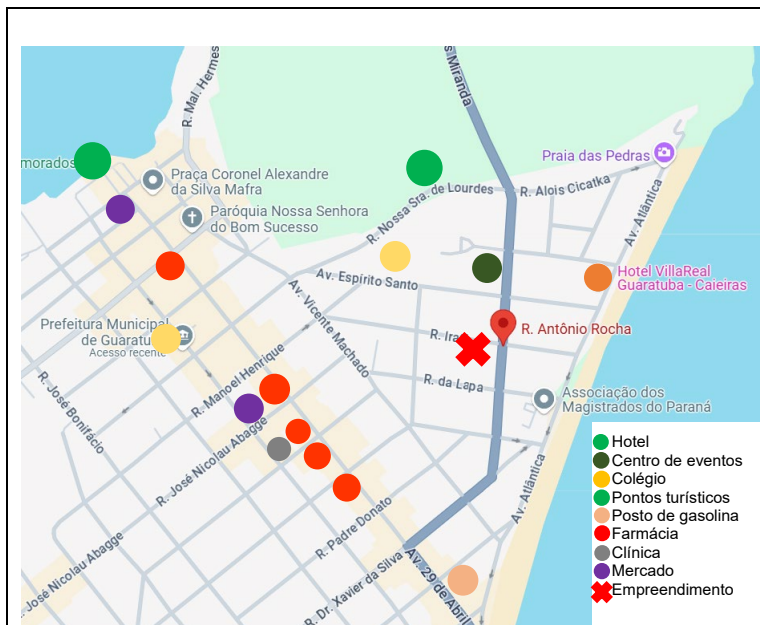 s Miranda
R. Mal. Hermes
morados
Praça Coronel Alexandre
da Silva Mafra
Praia das Pedras
R. Alois Cicatka
Av. Atlântica
R. Nossa Sra. de Lourdes
Paróquia Nossa Senhora
do Bom Sucesso
Av. Espírito Santo
Hotel VillaReal
Guaratuba - Caieiras
Av. Vicente Machado
Prefeitura Municipal
de Guaratu
Acesso recente
R. Ira
R. Antônio Rocha
R. Manoel Henrique
R. da Lapa
Associação dos
Magistrados do Paraná
R. José Bonifácio
R. José Nicolau Abagge
Av. Atlântica
R. Padre Donato
José Nicolau Abagge
R. Dr. Xavier da Silva
Av. 29 de Abril
Hotel
Centro de eventos
Colégio
Pontos turísticos
Posto de gasolina
Farmácia
Clínica
Mercado
Empreendimento